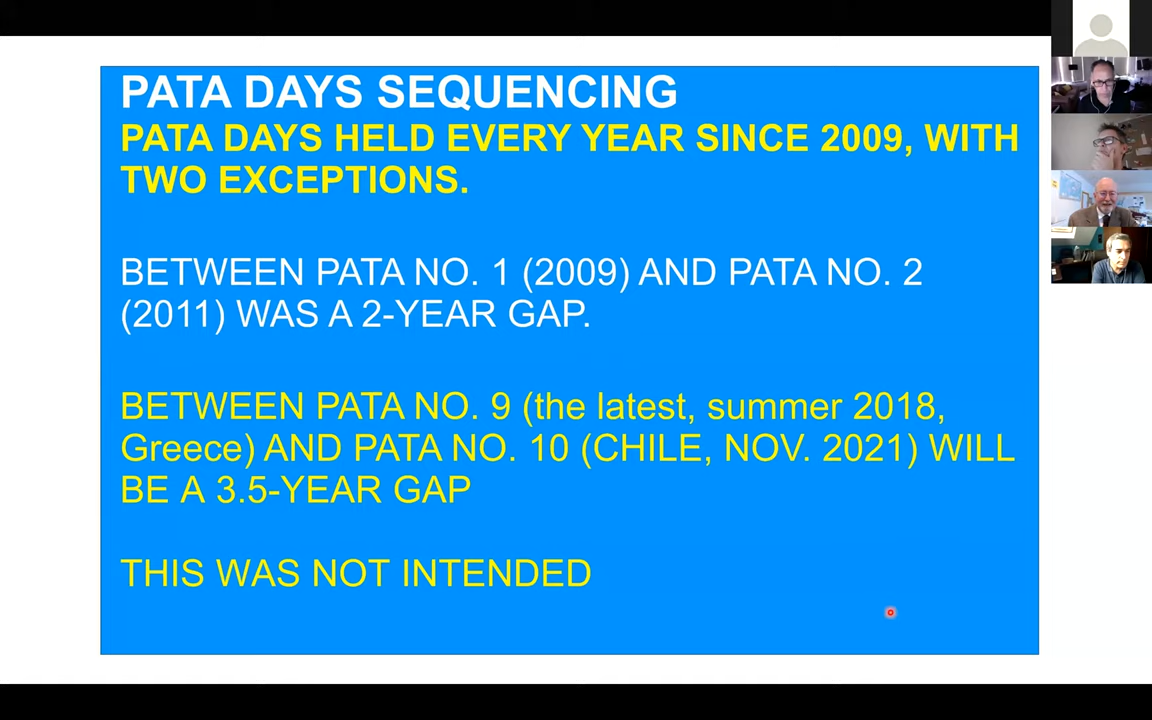 PATA DAYS SEQUENCING
PATA DAYS HELD EVERY YEAR SINCE 2009, WITH
TWO EXCEPTIONS.
BETWEEN PATA NO. 1 (2009) AND PATA NO. 2
(2011) WAS A 2-YEAR GAP.
BETWEEN PATA NO. 9 (the latest, summer 2018,
Greece) AND PATA NO. 10 (CHILE, NOV. 2021) WILL
BE A 3.5-YEAR GAP
THIS WAS NOT INTENDED